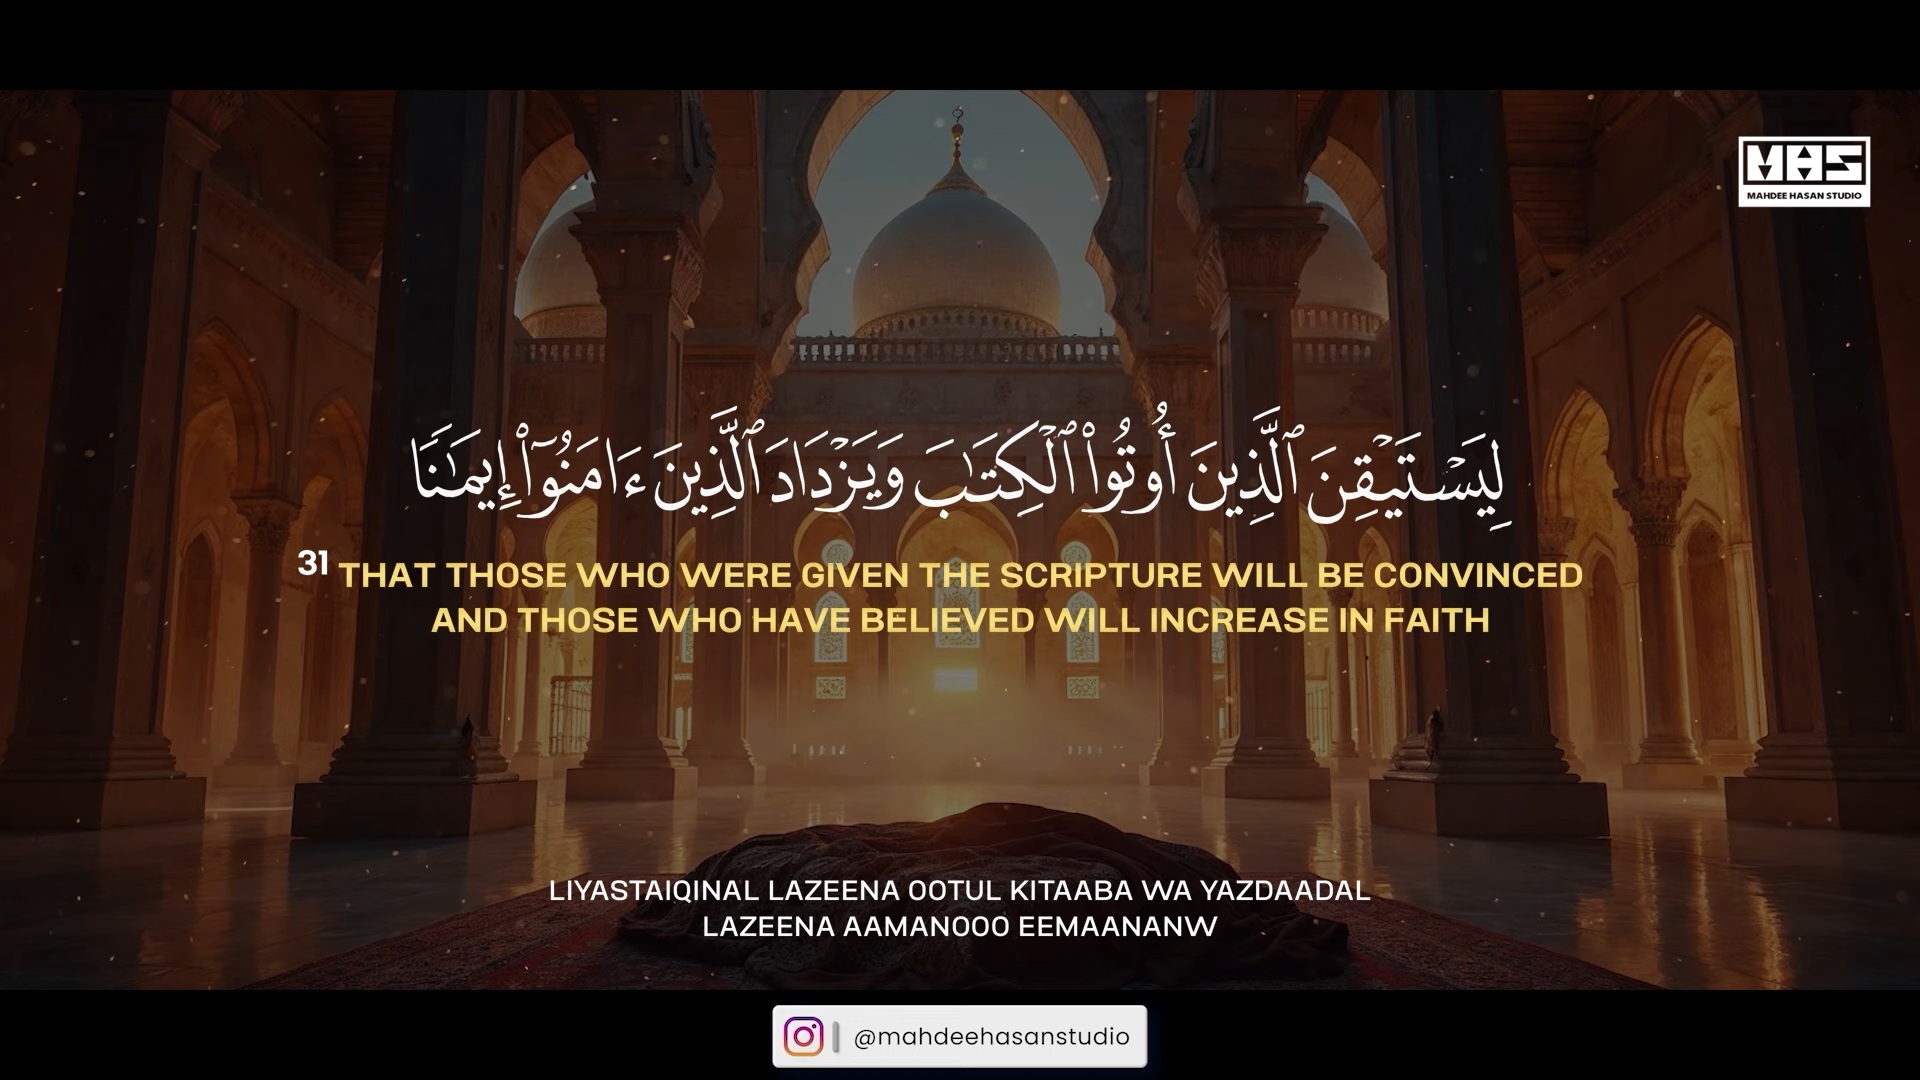 MHS
MAHDEE HASAN STUDIO
لِيَسْتَيْقِنَ ٱلَّذِينَ أُوتُوا۟ ٱلْكِتَـٰبَ وَيَزْدَادَ ٱلَّذِينَ ءَامَنُوٓا۟ إِيمَـٰنًا
31 THAT THOSE WHO WERE GIVEN THE SCRIPTURE WILL BE CONVINCED
AND THOSE WHO HAVE BELIEVED WILL INCREASE IN FAITH
LIYASTAIQINAL LAZEENA OOTUL KITAABA WA YAZDAADAL
LAZEENA AAMANOOO EEMAANANW
@mahdeehasanstudio